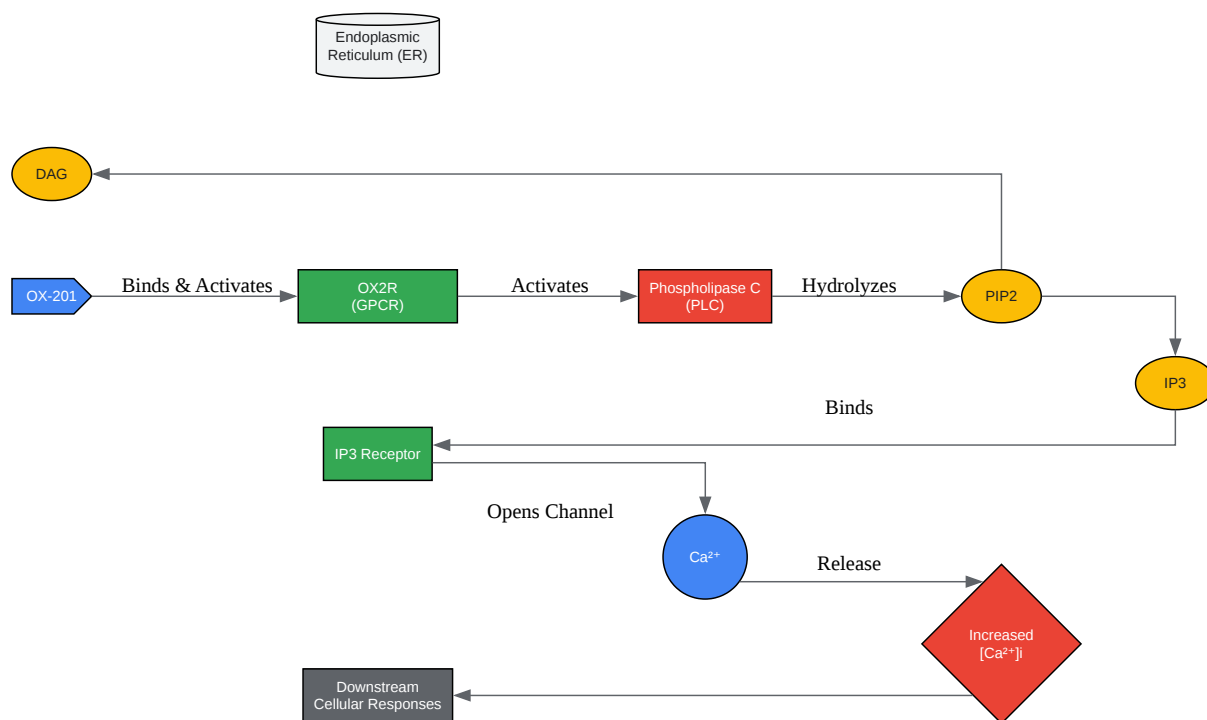 Endoplasmic
Reticulum (ER)
DAG
OX-201
Binds & Activates
OX2R
(GPCR)
Activates
Phospholipase C
(PLC)
Hydrolyzes
PIP2
IP3
Binds
IP3 Receptor
Opens Channel
Ca²⁺
Release
Increased
[Ca²⁺]i
Downstream
Cellular Responses